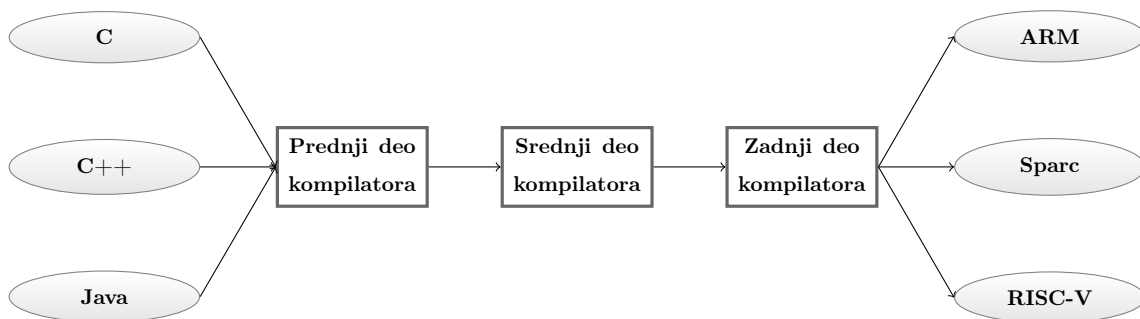 C
C++
Java
Prednji deo
kompilatora
Srednji deo
kompilatora
Zadnji deo
kompilatora
ARM
Sparc
RISC-V